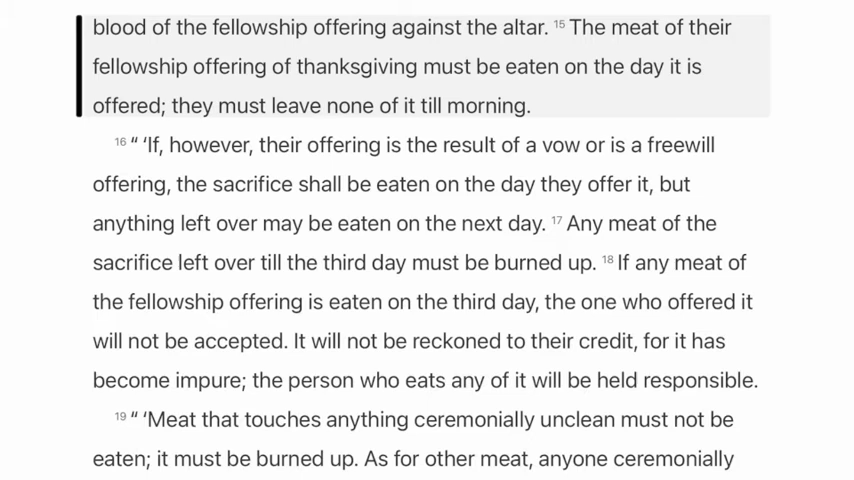 blood of the fellowship offering against the altar. 15 The meat of their
fellowship offering of thanksgiving must be eaten on the day it is
offered; they must leave none of it till morning.
16 “ ‘If, however, their offering is the result of a vow or is a freewill
offering, the sacrifice shall be eaten on the day they offer it, but
anything left over may be eaten on the next day. 17 Any meat of the
sacrifice left over till the third day must be burned up. 18 If any meat of
the fellowship offering is eaten on the third day, the one who offered it
will not be accepted. It will not be reckoned to their credit, for it has
become impure; the person who eats any of it will be held responsible.
19 “ ‘Meat that touches anything ceremonially unclean must not be
eaten; it must be burned up. As for other meat, anyone ceremonially